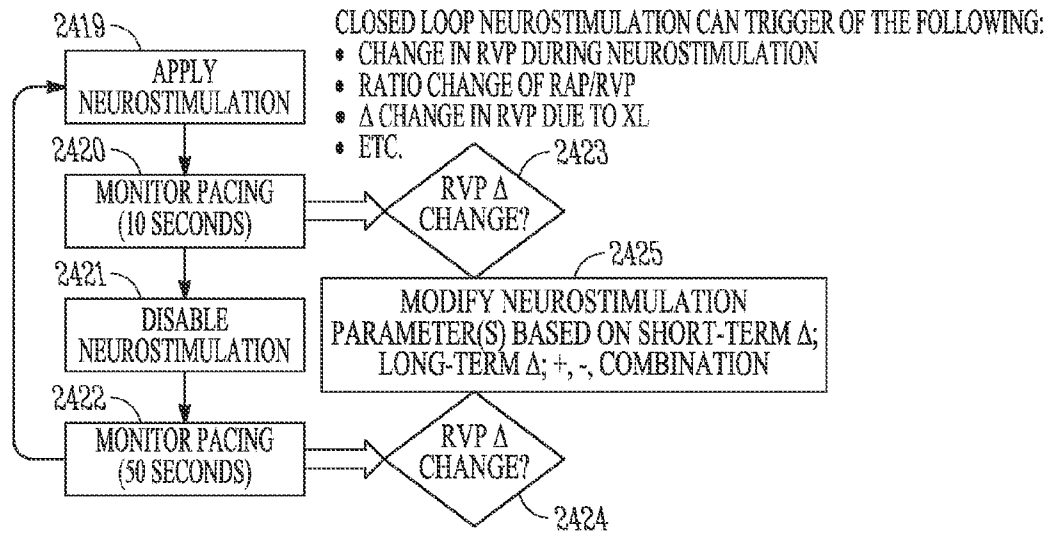 CLOSED LOOP NEUROSTIMULATION CAN TRIGGER OF THE FOLLOWING:
• CHANGE IN RVP DURING NEUROSTIMULATION
• RATIO CHANGE OF RAP/RVP
• Δ CHANGE IN RVP DUE TO XL
• ETC.
2419
APPLY
NEUROSTIMULATION
2420
MONITOR PACING
(10 SECONDS)
2423
RVP Δ
CHANGE?
2421
DISABLE
NEUROSTIMULATION
2425
MODIFY NEUROSTIMULATION
PARAMETER(S) BASED ON SHORT-TERM Δ;
LONG-TERM Δ; +, -, COMBINATION
2422
MONITOR PACING
(50 SECONDS)
RVP Δ
CHANGE?
2424